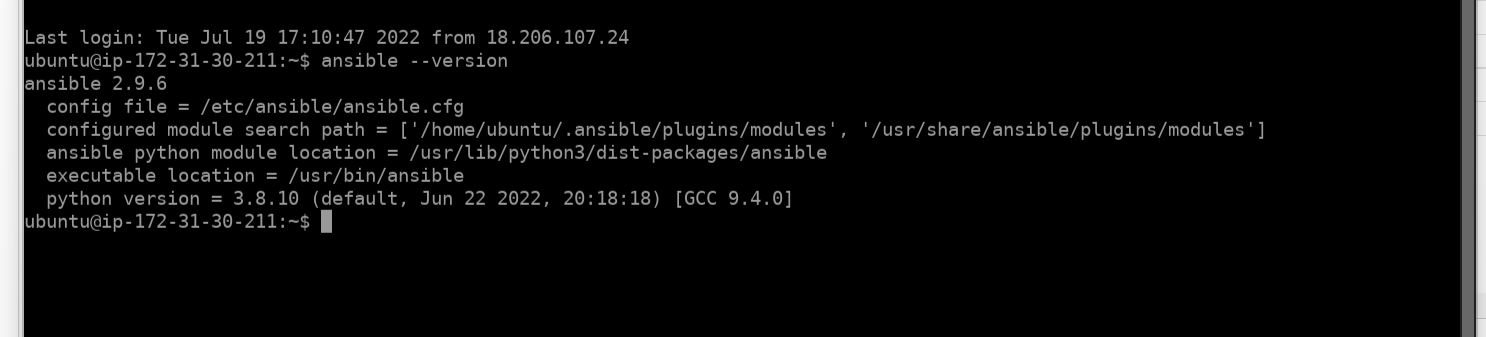 Last login: Tue Jul 19 17:10:47 2022 from 18.206.107.24
ubuntu@ip-172-31-30-211:~$ ansible --version
ansible 2.9.6
  config file = /etc/ansible/ansible.cfg
  configured module search path = ['/home/ubuntu/.ansible/plugins/modules', '/usr/share/ansible/plugins/modules']
  ansible python module location = /usr/lib/python3/dist-packages/ansible
  executable location = /usr/bin/ansible
  python version = 3.8.10 (default, Jun 22 2022, 20:18:18) [GCC 9.4.0]
ubuntu@ip-172-31-30-211:~$